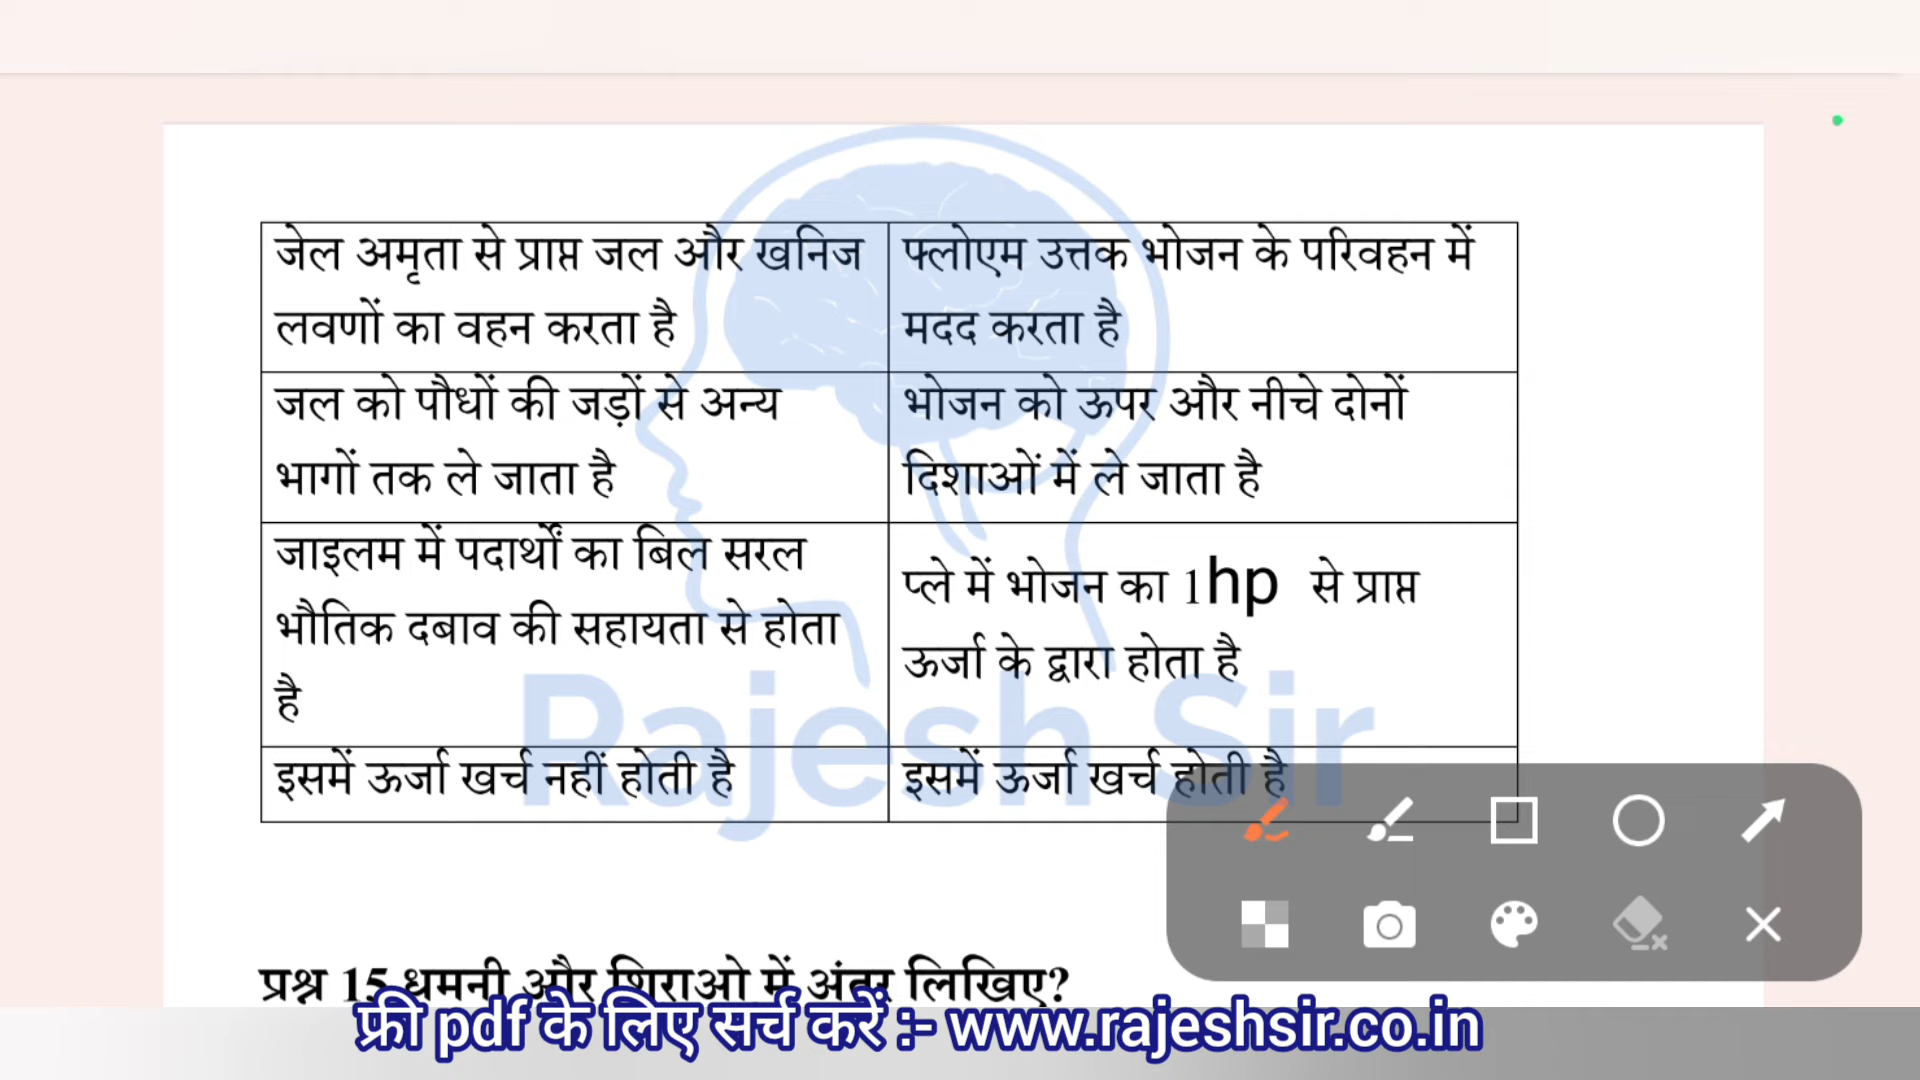 जेल अमृता से प्राप्त जल और खनिज
लवणों का वहन करता है
फ्लोएम उत्तक भोजन के परिवहन में
मदद करता है
जल को पौधों की जड़ों से अन्य
भागों तक ले जाता है
भोजन को ऊपर और नीचे दोनों
दिशाओं में ले जाता है
जाइलम में पदार्थों का बिल सरल
भौतिक दबाव की सहायता से होता
है
प्ले में भोजन का 1hp से प्राप्त
ऊर्जा के द्वारा होता है
इसमें ऊर्जा खर्च नहीं होती है
इसमें ऊर्जा खर्च होती है
Rajesh Sir
प्रश्न 15 धमनी और शिराओ में अंतर लिखिए?
फ्री pdf के लिए सर्च करें :- www.rajeshsir.co.in